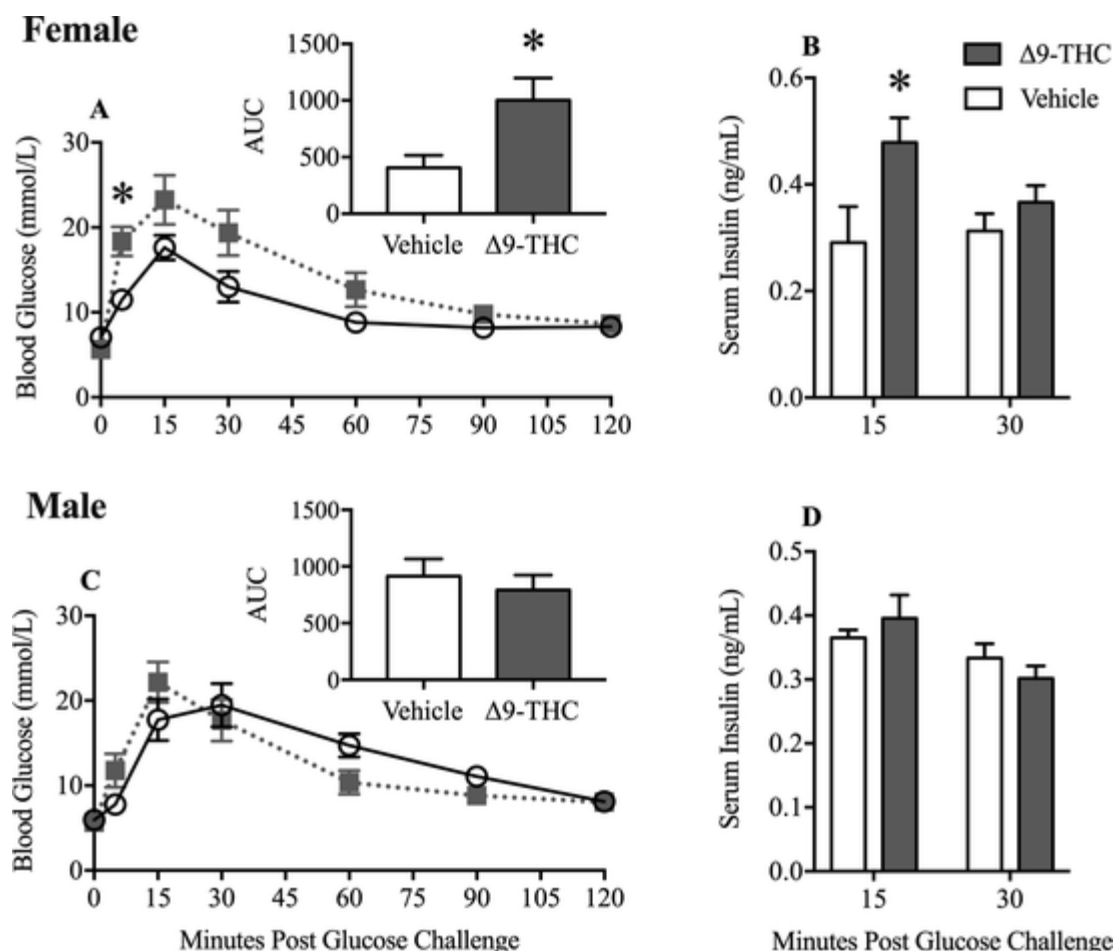 Female
A
Blood Glucose (mmol/L)
30
20
10
0
0 15 30 45 60 75 90 105 120
*
AUC
1500
1000
500
0
*
Vehicle Δ9-THC
B
Δ9-THC
Vehicle
Serum Insulin (ng/mL)
0.6
0.4
0.2
0.0
*
15 30
Male
C
Blood Glucose (mmol/L)
30
20
10
0
0 15 30 45 60 75 90 105 120
Minutes Post Glucose Challenge
AUC
1500
1000
500
0
Vehicle Δ9-THC
D
Serum Insulin (ng/mL)
0.5
0.4
0.3
0.2
0.1
0.0
15 30
Minutes Post Glucose Challenge